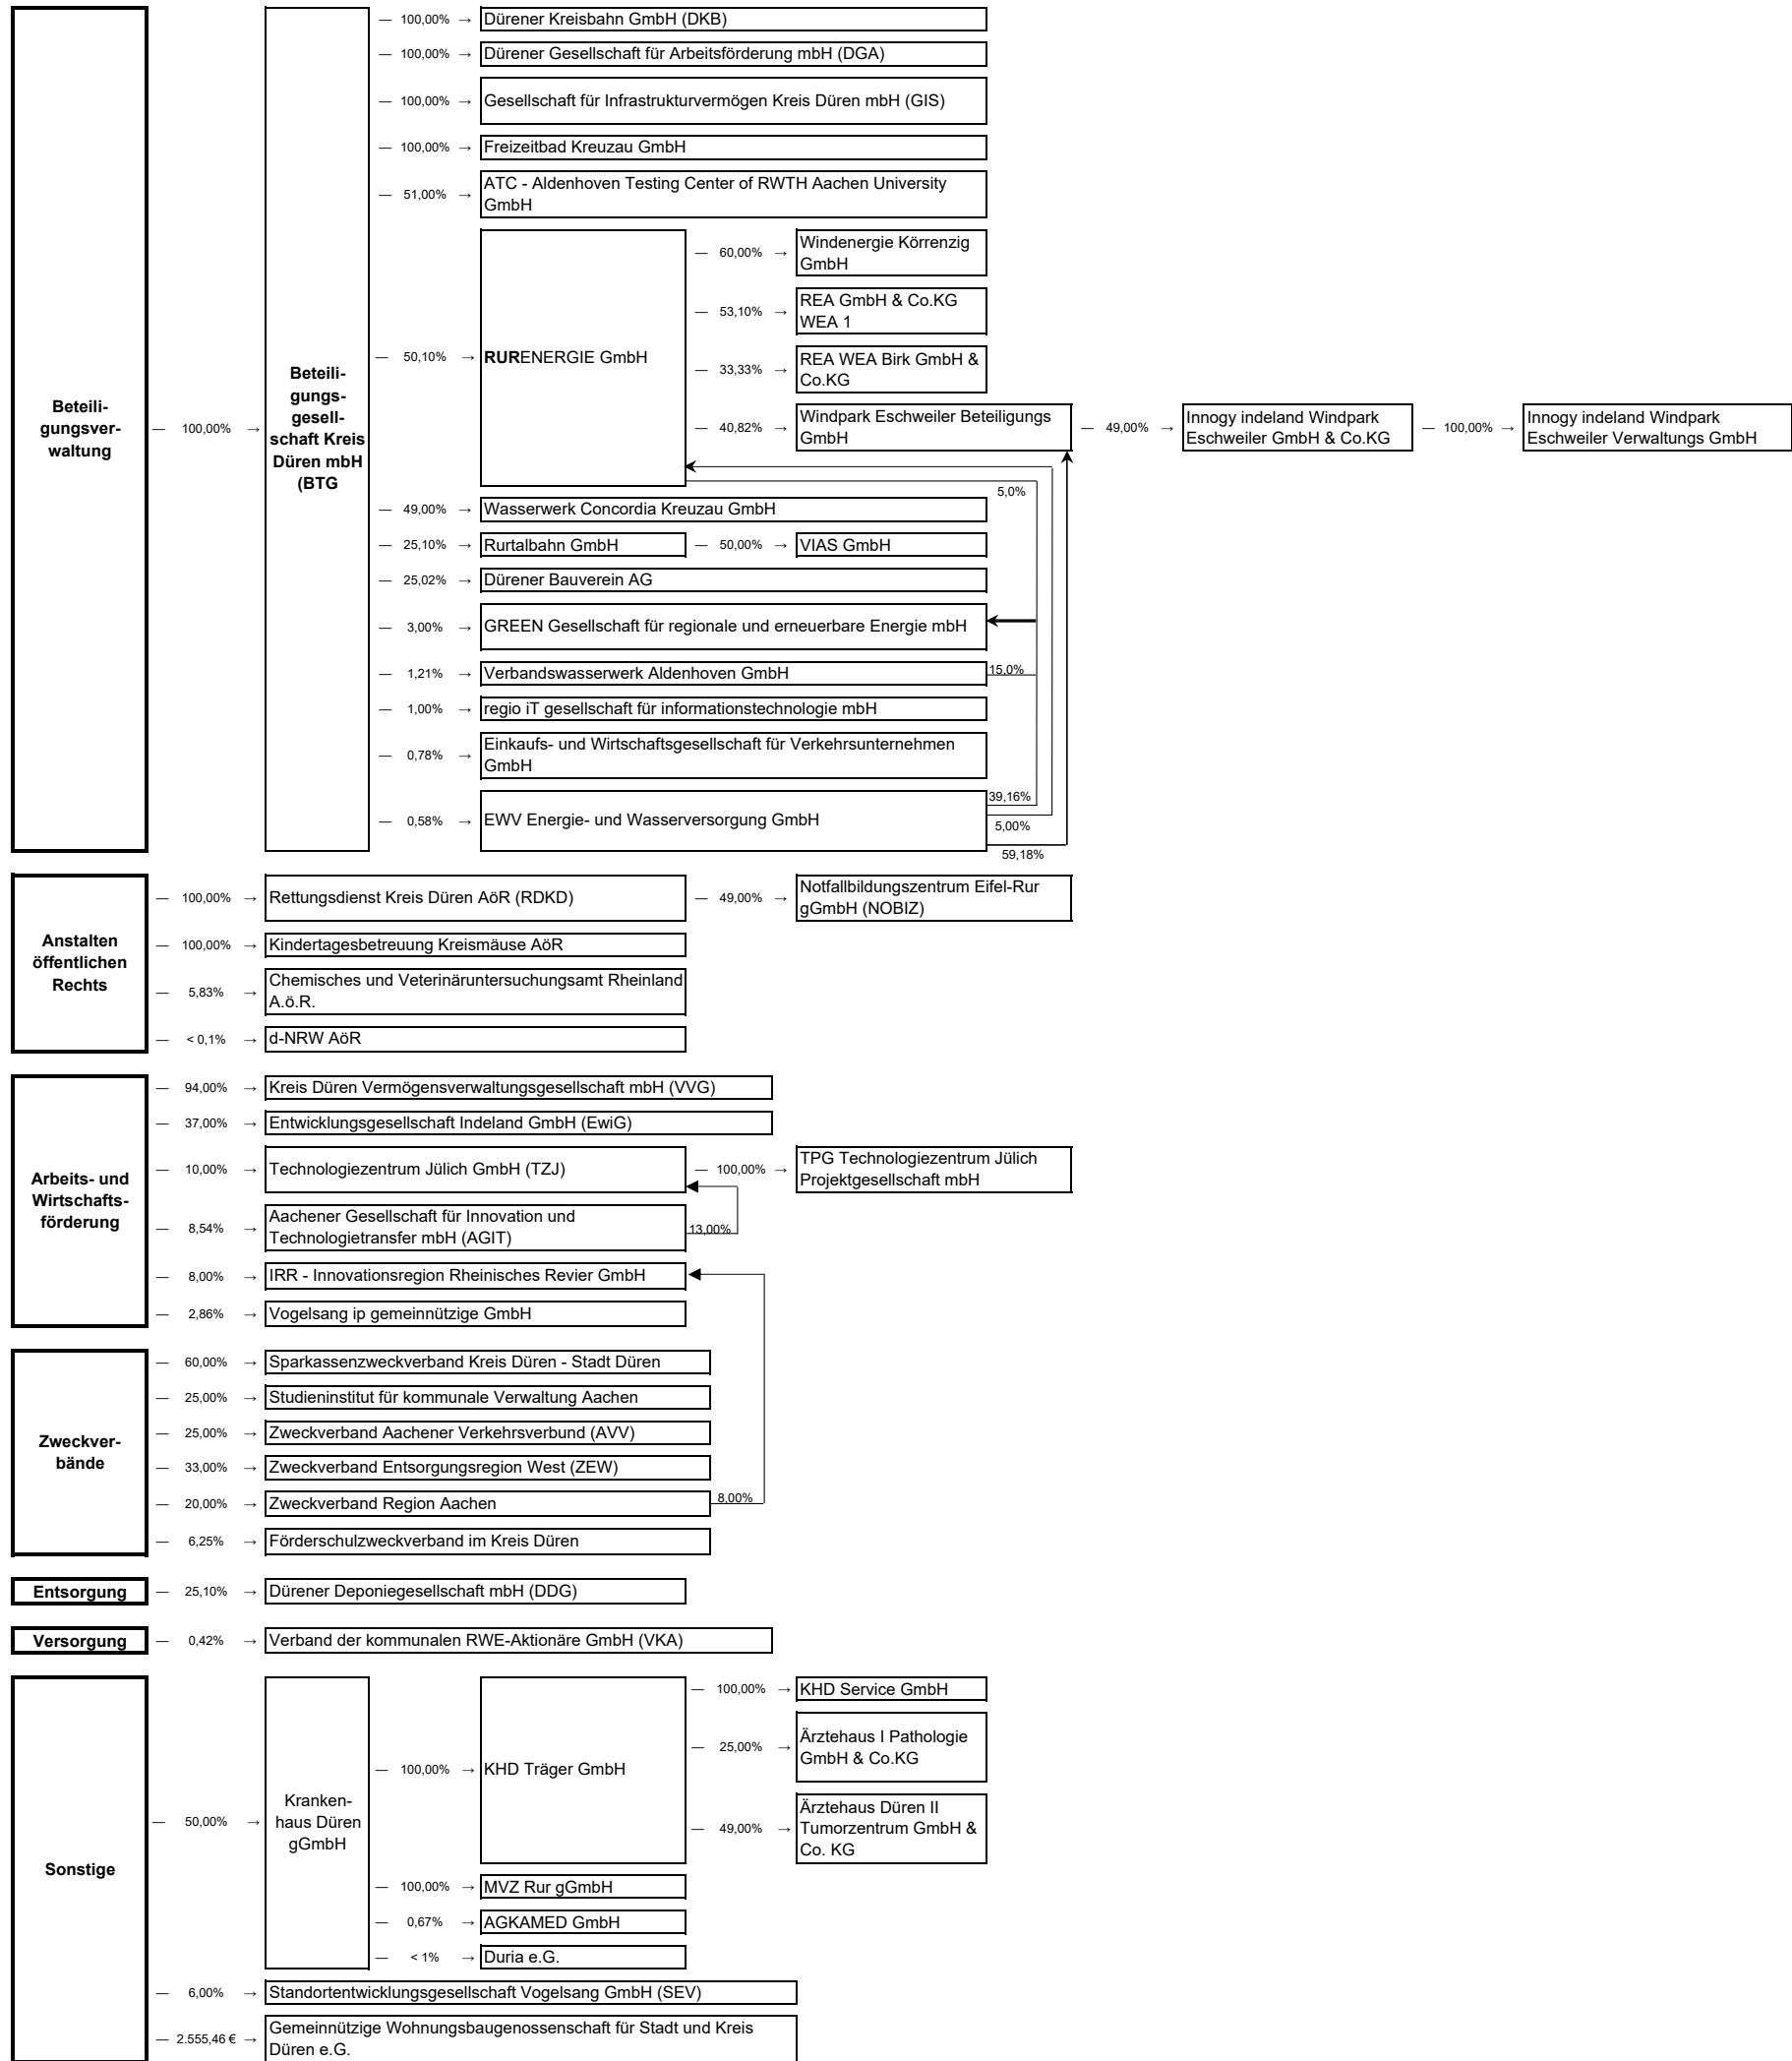 Beteili-
gungsver-
waltung
— 100,00% →
Beteili-
gungs-
gesell-
schaft Kreis
Düren mbH
(BTG
— 100,00% → Dürener Kreisbahn GmbH (DKB)
— 100,00% → Dürener Gesellschaft für Arbeitsförderung mbH (DGA)
— 100,00% → Gesellschaft für Infrastrukturvermögen Kreis Düren mbH (GIS)
— 100,00% → Freizeitbad Kreuzau GmbH
— 51,00% → ATC - Aldenhoven Testing Center of RWTH Aachen University
GmbH
— 50,10% → RURENERGIE GmbH
— 60,00% → Windenergie Körrenzig
GmbH
— 53,10% → REA GmbH & Co.KG
WEA 1
— 33,33% → REA WEA Birk GmbH &
Co.KG
— 40,82% → Windpark Eschweiler Beteiligungs
GmbH
— 49,00% → Innogy indeland Windpark
Eschweiler GmbH & Co.KG
— 100,00% → Innogy indeland Windpark
Eschweiler Verwaltungs GmbH
5,0%
— 49,00% → Wasserwerk Concordia Kreuzau GmbH
— 25,10% → Rurtalbahn GmbH — 50,00% → VIAS GmbH
— 25,02% → Dürener Bauverein AG
— 3,00% → GREEN Gesellschaft für regionale und erneuerbare Energie mbH
— 1,21% → Verbandswasserwerk Aldenhoven GmbH 15,0%
— 1,00% → regio iT gesellschaft für informationstechnologie mbH
— 0,78% → Einkaufs- und Wirtschaftsgesellschaft für Verkehrsunternehmen
GmbH
— 0,58% → EWV Energie- und Wasserversorgung GmbH
39,16%
5,00%
59,18%
Anstalten
öffentlichen
Rechts
— 100,00% → Rettungsdienst Kreis Düren AöR (RDKD)
— 49,00% → Notfallbildungszentrum Eifel-Rur
gGmbH (NOBIZ)
— 100,00% → Kindertagesbetreuung Kreismäuse AöR
— 5,83% → Chemisches und Veterinäruntersuchungsamt Rheinland
A.ö.R.
— < 0,1% → d-NRW AöR
Arbeits- und
Wirtschafts-
förderung
— 94,00% → Kreis Düren Vermögensverwaltungsgesellschaft mbH (VVG)
— 37,00% → Entwicklungsgesellschaft Indeland GmbH (EwiG)
— 10,00% → Technologiezentrum Jülich GmbH (TZJ)
— 100,00% → TPG Technologiezentrum Jülich
Projektgesellschaft mbH
— 8,54% → Aachener Gesellschaft für Innovation und
Technologietransfer mbH (AGIT)
13,00%
— 8,00% → IRR - Innovationsregion Rheinisches Revier GmbH
— 2,86% → Vogelsang ip gemeinnützige GmbH
Zweckver-
bände
— 60,00% → Sparkassenzweckverband Kreis Düren - Stadt Düren
— 25,00% → Studieninstitut für kommunale Verwaltung Aachen
— 25,00% → Zweckverband Aachener Verkehrsverbund (AVV)
— 33,00% → Zweckverband Entsorgungsregion West (ZEW)
— 20,00% → Zweckverband Region Aachen 8,00%
— 6,25% → Förderschulzweckverband im Kreis Düren
Entsorgung — 25,10% → Dürener Deponiegesellschaft mbH (DDG)
Versorgung — 0,42% → Verband der kommunalen RWE-Aktionäre GmbH (VKA)
Sonstige
— 50,00% →
Kranken-
haus Düren
gGmbH
— 100,00% → KHD Träger GmbH
— 100,00% → KHD Service GmbH
— 25,00% → Ärztehaus I Pathologie
GmbH & Co.KG
— 49,00% → Ärztehaus Düren II
Tumorzentrum GmbH &
Co. KG
— 100,00% → MVZ Rur gGmbH
— 0,67% → AGKAMED GmbH
— < 1% → Duria e.G.
— 6,00% → Standortentwicklungsgesellschaft Vogelsang GmbH (SEV)
— 2.555,46 € → Gemeinnützige Wohnungsbaugenossenschaft für Stadt und Kreis
Düren e.G.